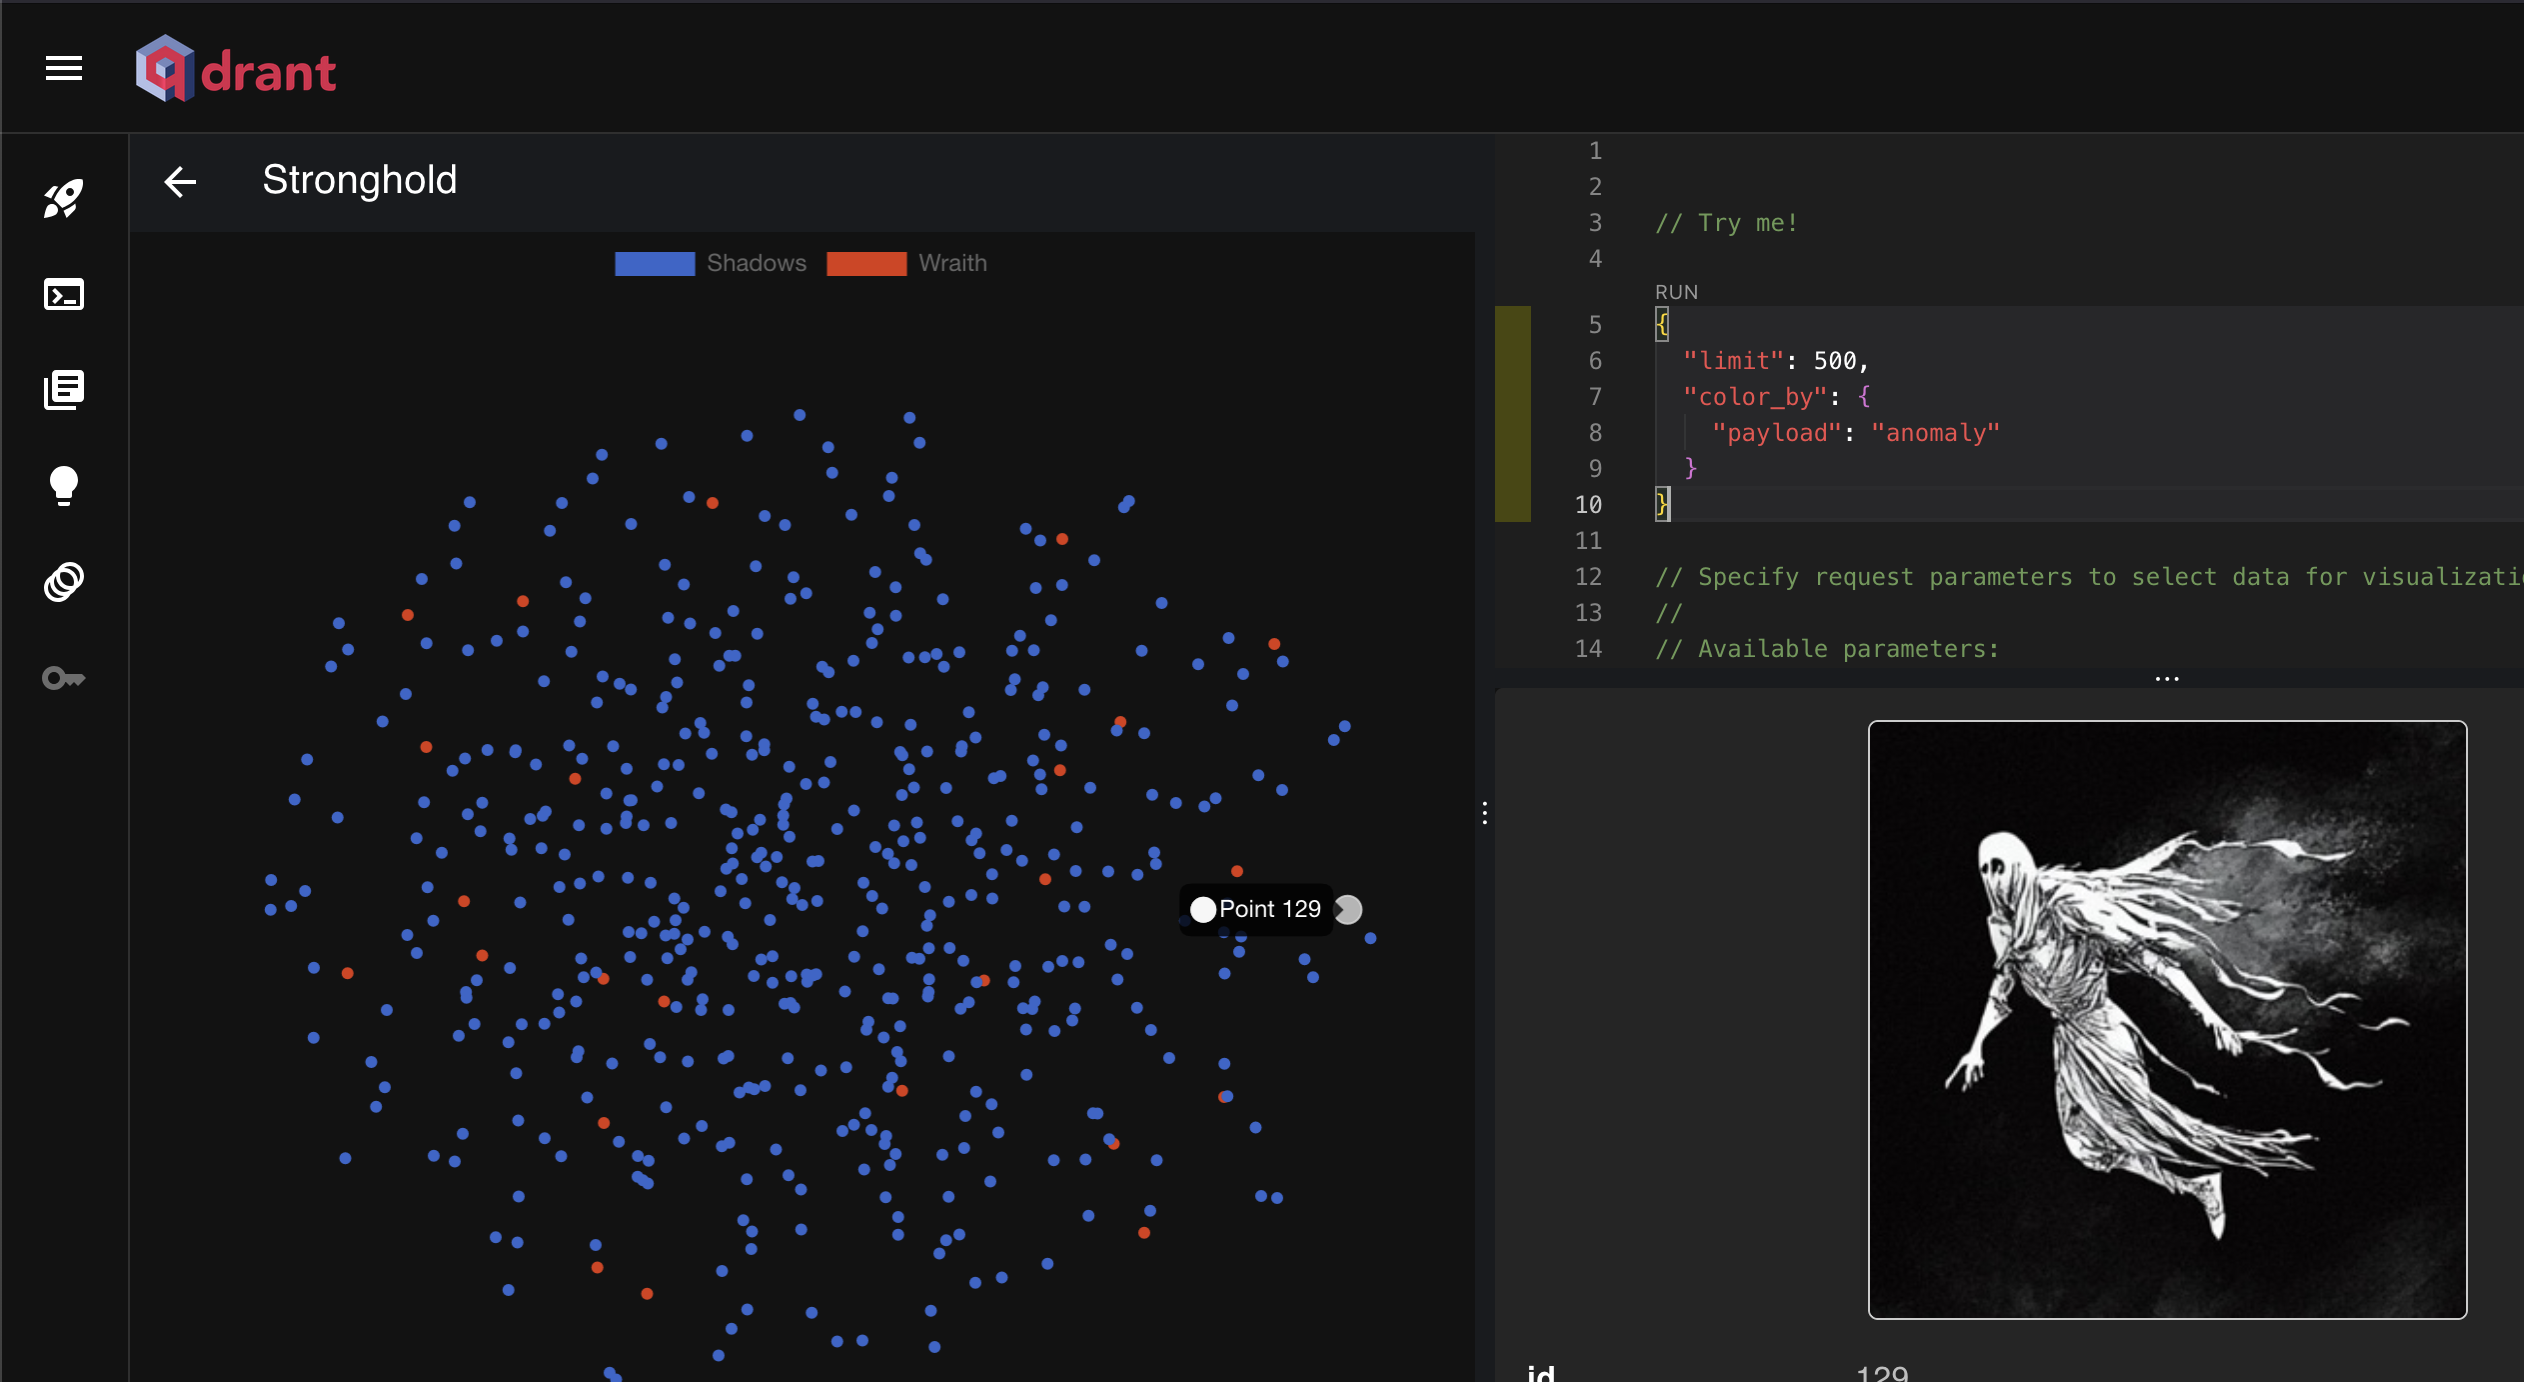 qdrant
Stronghold
Shadows Wraith
Point 129
1
2
3 // Try me!
4
RUN
5 {
6 "limit": 500,
7 "color_by": {
8 "payload": "anomaly"
9 }
10 }
11
12 // Specify request parameters to select data for visualizati
13 //
14 // Available parameters:
id 129